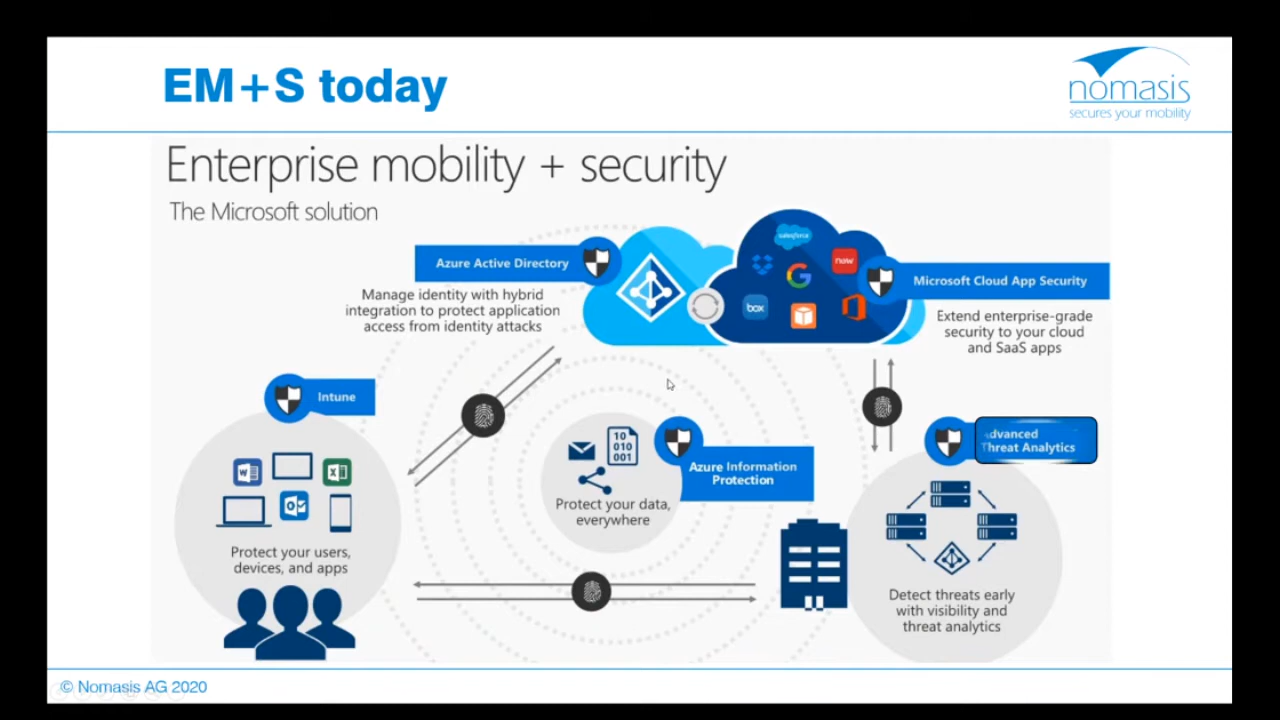 EM+S today
nomasis
secures your mobility
Enterprise mobility + security
The Microsoft solution
Azure Active Directory
Manage identity with hybrid
integration to protect application
access from identity attacks
salesforce
now
box
Microsoft Cloud App Security
Extend enterprise-grade
security to your cloud
and SaaS apps
Intune
Protect your users,
devices, and apps
10
010
001
Azure Information
Protection
Protect your data,
everywhere
Advanced
Threat Analytics
Detect threats early
with visibility and
threat analytics
© Nomasis AG 2020